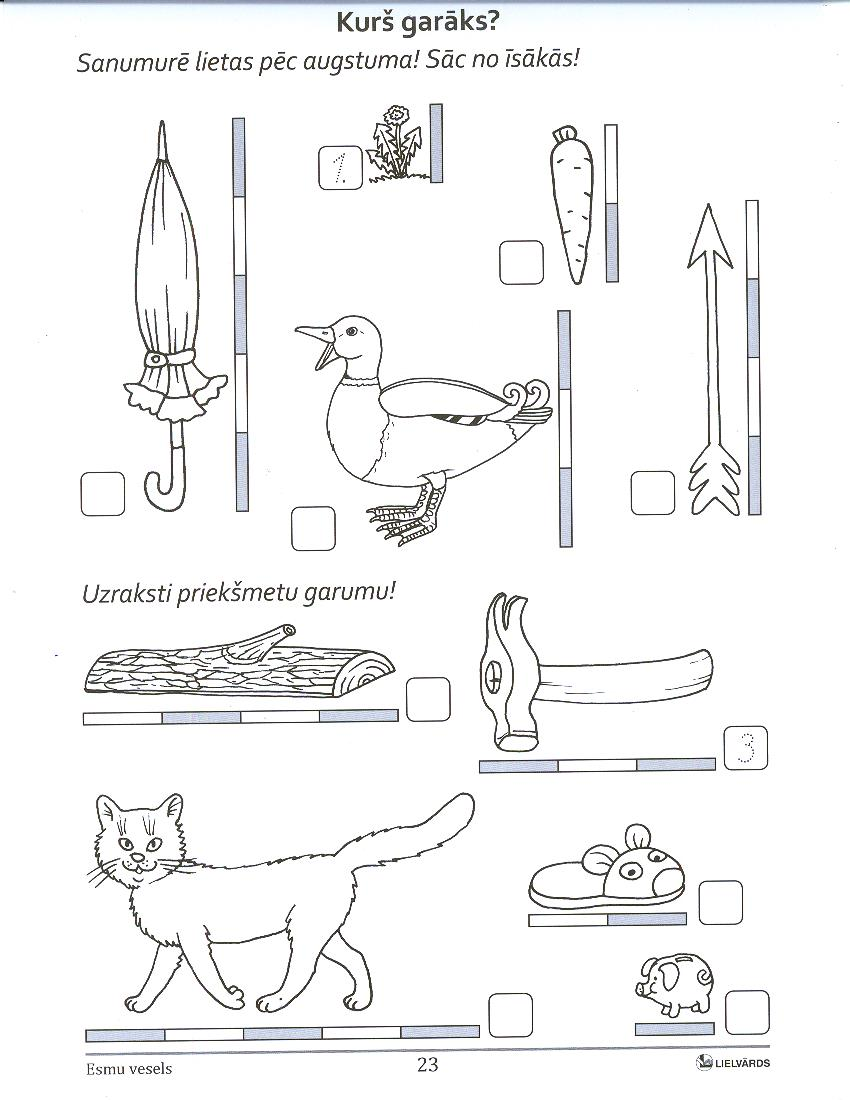 Kurš garāks?
Sanumurē lietas pēc augstuma! Sāc no īsākās!
1.
Uzraksti priekšmetu garumu!
3
Esmu vesels
23
LIELVĀRDS